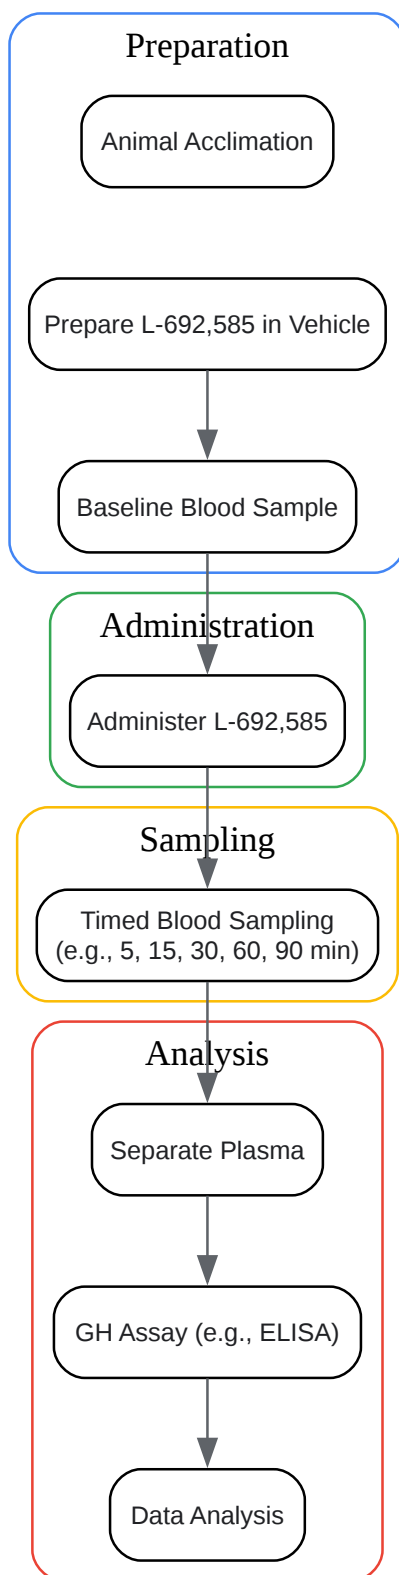 Preparation
Animal Acclimation
Prepare L-692,585 in Vehicle
Baseline Blood Sample
Administration
Administer L-692,585
Sampling
Timed Blood Sampling
(e.g., 5, 15, 30, 60, 90 min)
Analysis
Separate Plasma
GH Assay (e.g., ELISA)
Data Analysis